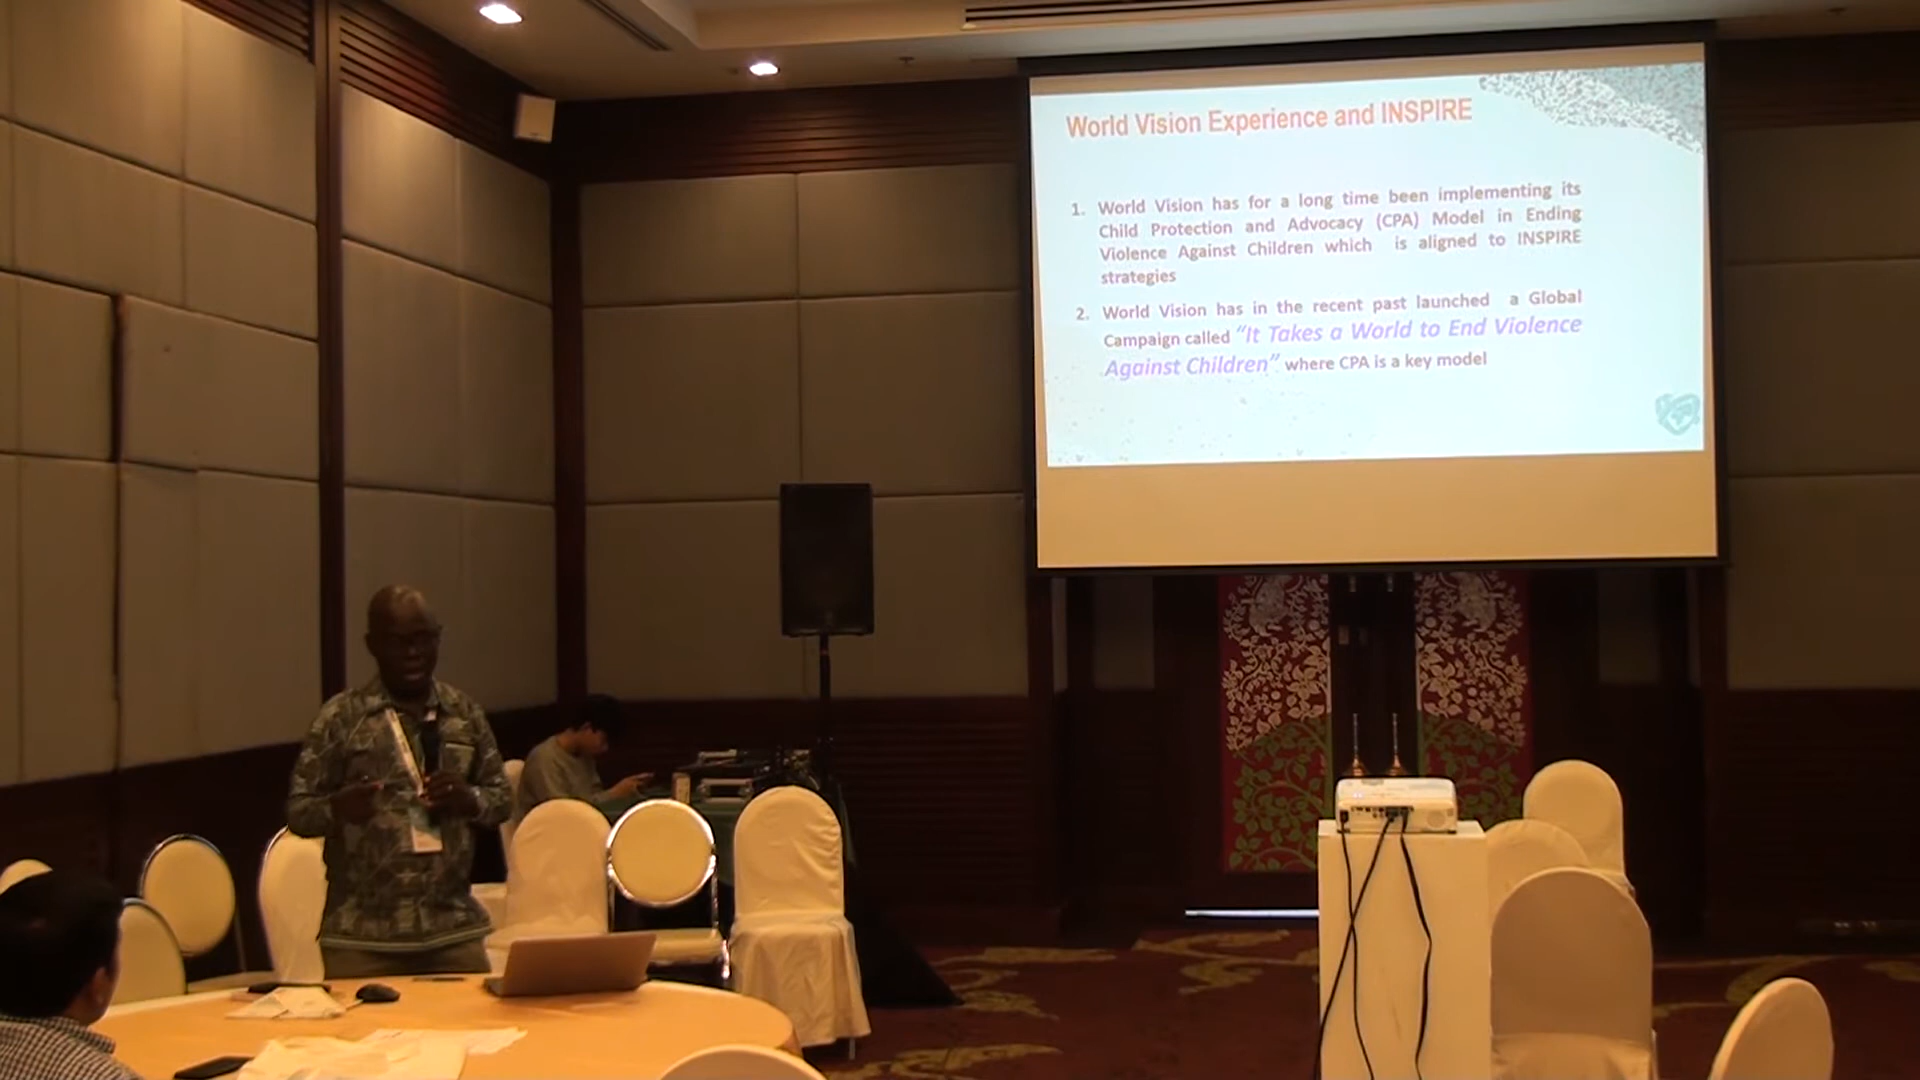 World Vision Experience and INSPIRE
1. World Vision has for a long time been implementing its
Child Protection and Advocacy (CPA) Model in Ending
Violence Against Children which is aligned to INSPIRE
strategies
2. World Vision has in the recent past launched a Global
Campaign called “It Takes a World to End Violence
Against Children” where CPA is a key model